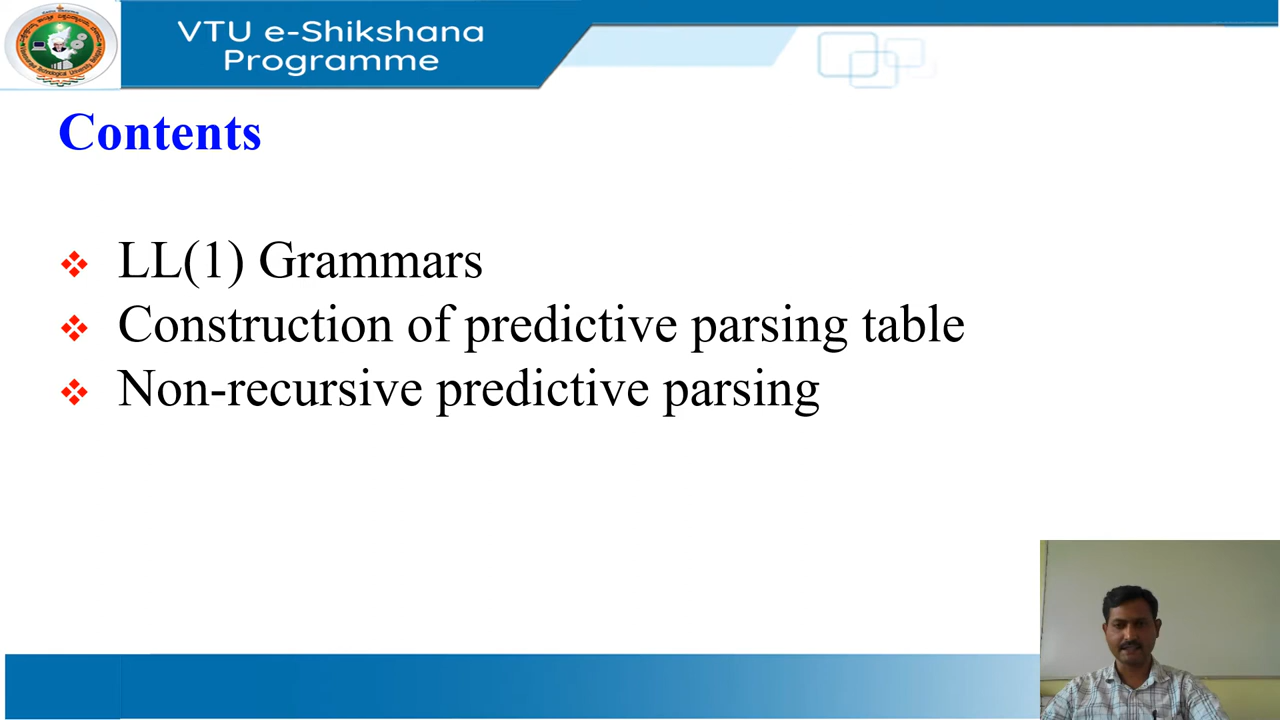 VTU e-Shikshana
Programme
Contents
LL(1) Grammars
Construction of predictive parsing table
Non-recursive predictive parsing